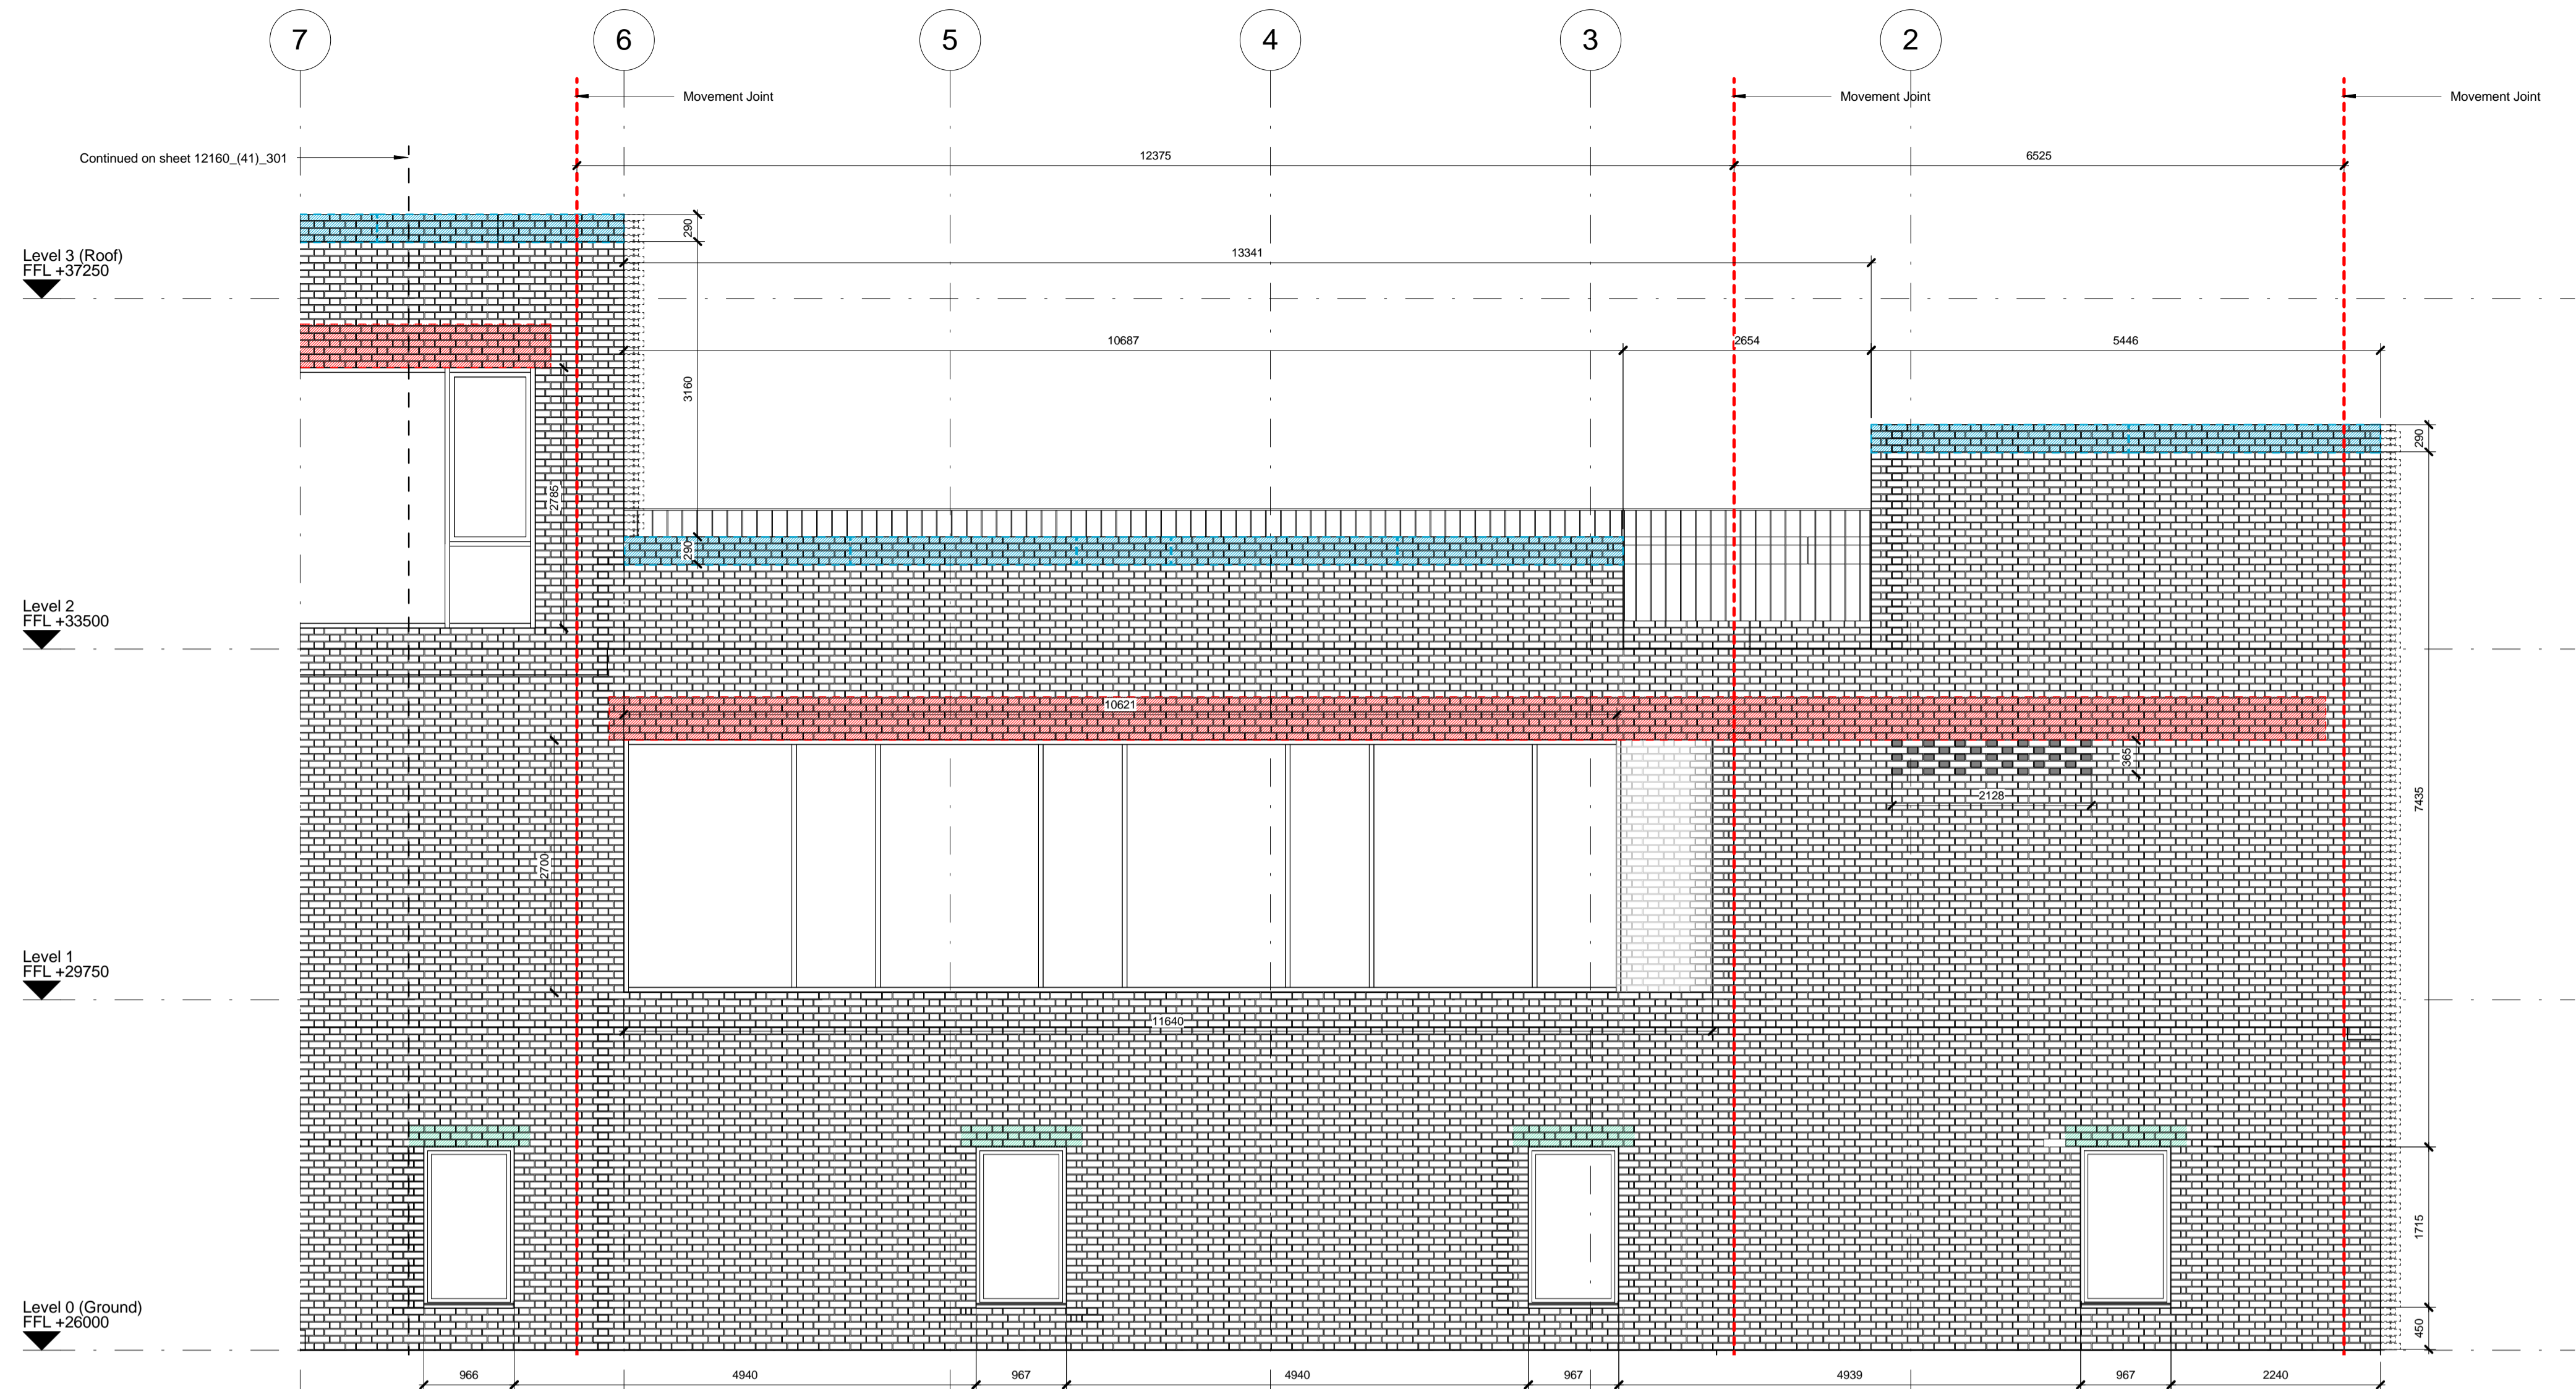 7
6
5
4
3
2
Movement Joint
Movement Joint
Movement Joint
Continued on sheet 12160_(41)_301
12375
6525
290
Level 3 (Roof)
FFL +37250
13341
10687
2654
5446
3160
290
2785
290
Level 2
FFL +33500
10621
365
2128
7435
2700
Level 1
FFL +29750
11640
1715
Level 0 (Ground)
FFL +26000
450
966
4940
967
4940
967
4939
967
2240